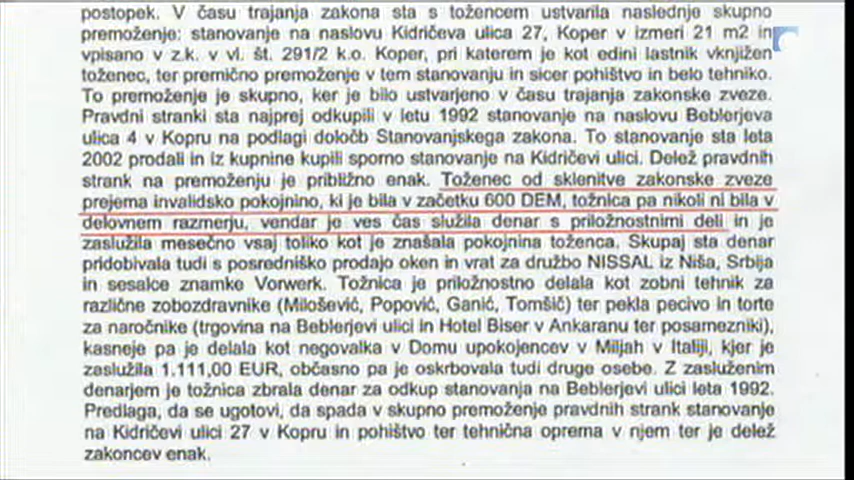 postopek. V času trajanja zakona sta s tožencem ustvarila naslednje skupno
premoženje: stanovanje na naslovu Kidričeva ulica 27, Koper v izmeri 21 m2 in
vpisano v z.k. v vl. št. 291/2 k.o. Koper, pri katerem je kot edini lastnik vknjižen
toženec, ter premično premoženje v tem stanovanju in sicer pohištvo in belo tehniko.
To premoženje je skupno, ker je bilo ustvarjeno v času trajanja zakonske zveze.
Pravdni stranki sta najprej odkupili v letu 1992 stanovanje na naslovu Beblerjeva
ulica 4 v Kopru na podlagi določb Stanovanjskega zakona. To stanovanje sta leta
2002 prodali in iz kupnine kupili sporno stanovanje na Kidričevi ulici. Delež pravdnih
strank na premoženju je približno enak. Toženec od sklenitve zakonske zveze
prejema invalidsko pokojnino, ki je bila v začetku 600 DEM, tožnica pa nikoli ni bila v
delovnem razmerju, vendar je ves čas služila denar s priložnostnimi deli in je
zaslužila mesečno vsaj toliko kot je znašala pokojnina toženca. Skupaj sta denar
pridobivala tudi s posredniško prodajo oken in vrat za družbo NISSAL iz Niša, Srbija
in sesalce znamke Vorwerk. Tožnica je priložnostno delala kot zobni tehnik za
različne zobozdravnike (Milošević, Popović, Ganić, Tomšič) ter pekla pecivo in torte
za naročnike (trgovina na Beblerjevi ulici in Hotel Biser v Ankaranu ter posamezniki),
kasneje pa je delala kot negovalka v Domu upokojencev v Miljah v Italiji, kjer je
zaslužila 1.111,00 EUR, občasno pa je oskrbovala tudi druge osebe. Z zasluženim
denarjem je tožnica zbrala denar za odkup stanovanja na Beblerjevi ulici leta 1992.
Predlaga, da se ugotovi, da spada v skupno premoženje pravdnih strank stanovanje
na Kidričevi ulici 27 v Kopru in pohištvo ter tehnična oprema v njem ter je delež
zakoncev enak.